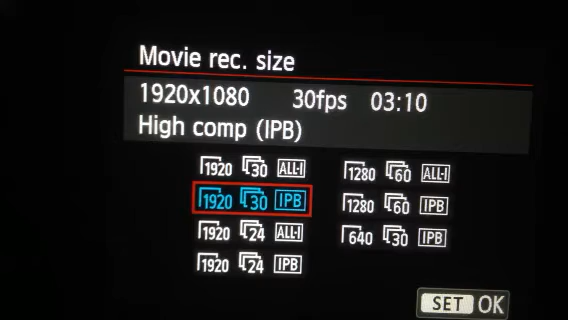 Movie rec. size
1920x1080 30fps 03:10
High comp (IPB)
1920 30 ALL-I 1280 60 ALL-I
1920 30 IPB 1280 60 IPB
1920 24 ALL-I 640 30 IPB
1920 24 IPB
SET OK